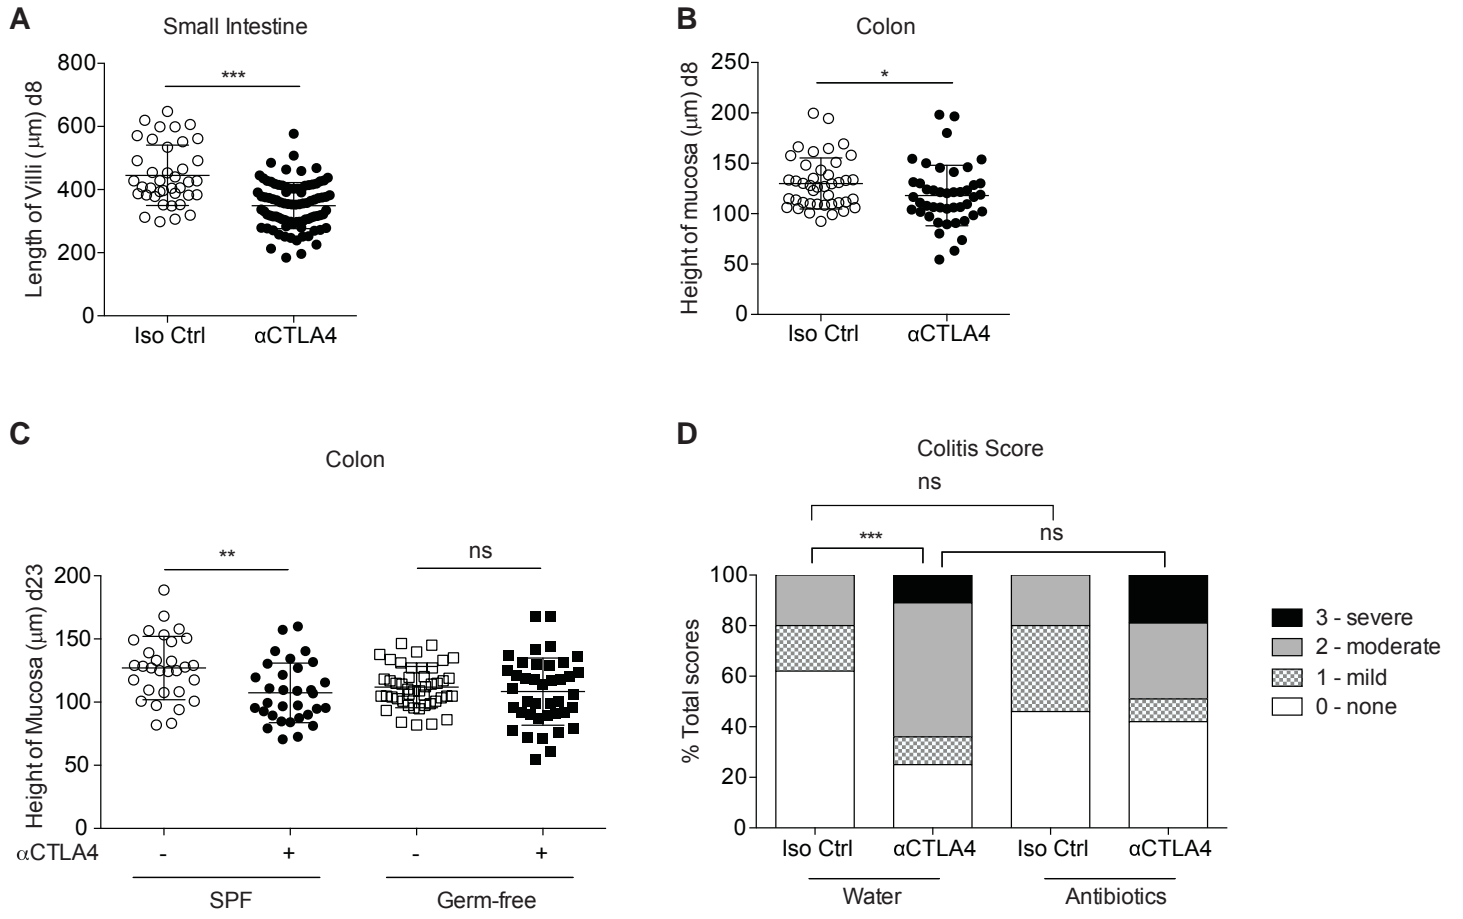 A
Small Intestine
***
Length of Villi (μm) d8
800
600
400
200
0
Iso Ctrl
αCTLA4
B
Colon
*
Height of mucosa (μm) d8
250
200
150
100
50
0
Iso Ctrl
αCTLA4
C
Colon
**
ns
Height of Mucosa (μm) d23
200
150
100
50
0
αCTLA4
-
+
-
+
SPF
Germ-free
D
Colitis Score
ns
***
ns
% Total scores
100
80
60
40
20
0
Iso Ctrl
αCTLA4
Iso Ctrl
αCTLA4
Water
Antibiotics
3 - severe
2 - moderate
1 - mild
0 - none